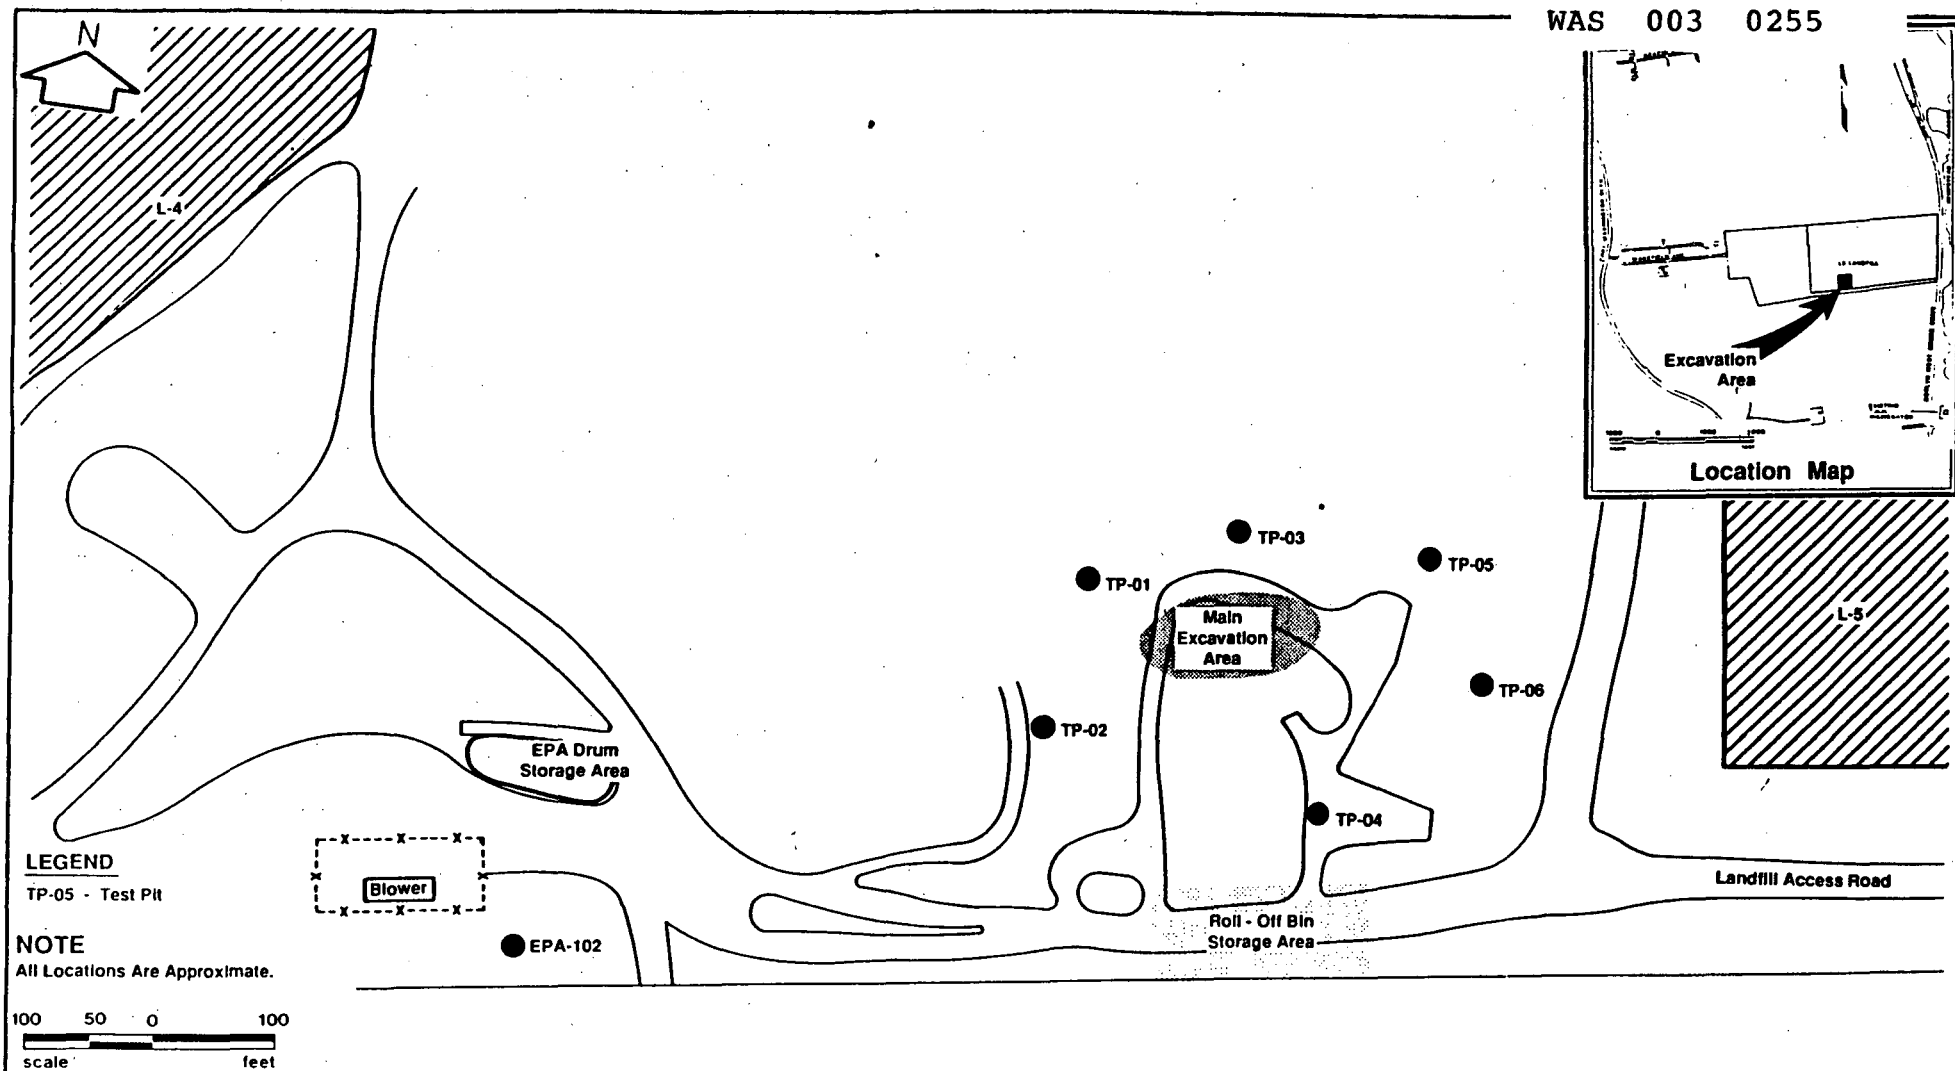 WAS 003 0255
N
L-4
Excavation
Area
Location Map
TP-03
TP-05
TP-01
Main
Excavation
Area
L-5
TP-06
TP-02
EPA Drum
Storage Area
TP-04
LEGEND
TP-05 - Test Pit
Blower
Landfill Access Road
Roll - Off Bin
Storage Area
EPA-102
NOTE
All Locations Are Approximate.
100 50 0 100
scale feet